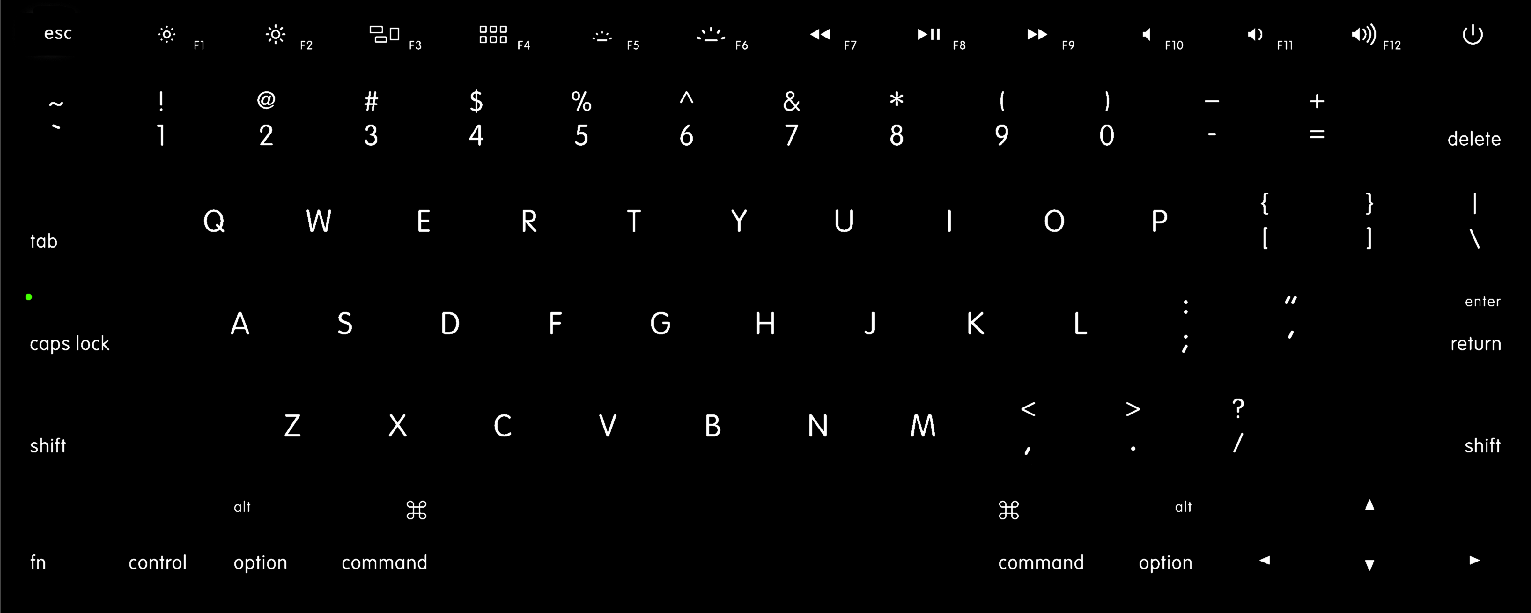 esc F1 F2 F3 F4 F5 F6 F7 F8 F9 F10 F11 F12
~ ! @ # $ % ^ & * ( ) — +
` 1 2 3 4 5 6 7 8 9 0 - =
delete
{ } |
Q W E R T Y U I O P
tab [ ] \
: " enter
A S D F G H J K L
caps lock ; ' return
< > ?
Z X C V B N M
shift , . / shift
alt ⌘ ⌘ alt ▲
fn control option command command option ◀ ▼ ▶